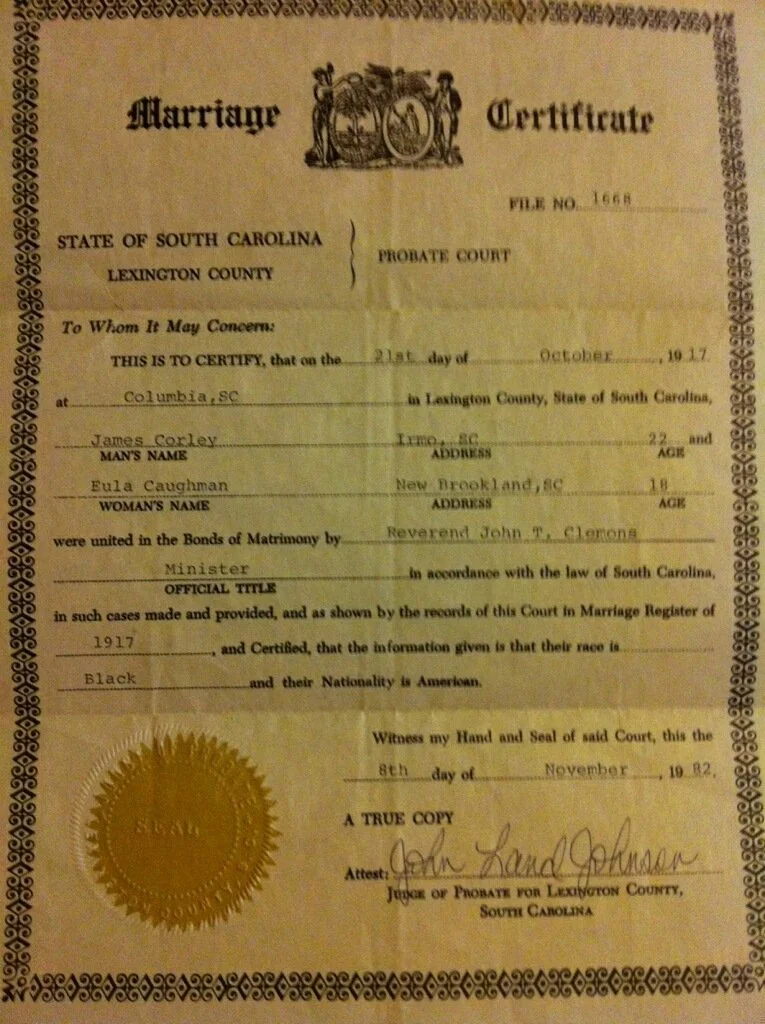 Marriage Certificate
FILE NO. 1668
STATE OF SOUTH CAROLINA
LEXINGTON COUNTY
PROBATE COURT
To Whom It May Concern:
THIS IS TO CERTIFY, that on the 21st day of October, 1917
at Columbia,SC in Lexington County, State of South Carolina,
James Corley Irmo, SC 22 and
MAN'S NAME ADDRESS AGE
Eula Caughman New Brookland,SC 18
WOMAN'S NAME ADDRESS AGE
were united in the Bonds of Matrimony by Reverend John T. Clemons
Minister in accordance with the law of South Carolina,
OFFICIAL TITLE
in such cases made and provided, and as shown by the records of this Court in Marriage Register of
1917, and Certified, that the information given is that their race is
Black and their Nationality is American.
Witness my Hand and Seal of said Court, this the
8th day of November, 1982.
A TRUE COPY
Attest: John Land Johnson
JUDGE OF PROBATE FOR LEXINGTON COUNTY,
SOUTH CAROLINA
SEAL